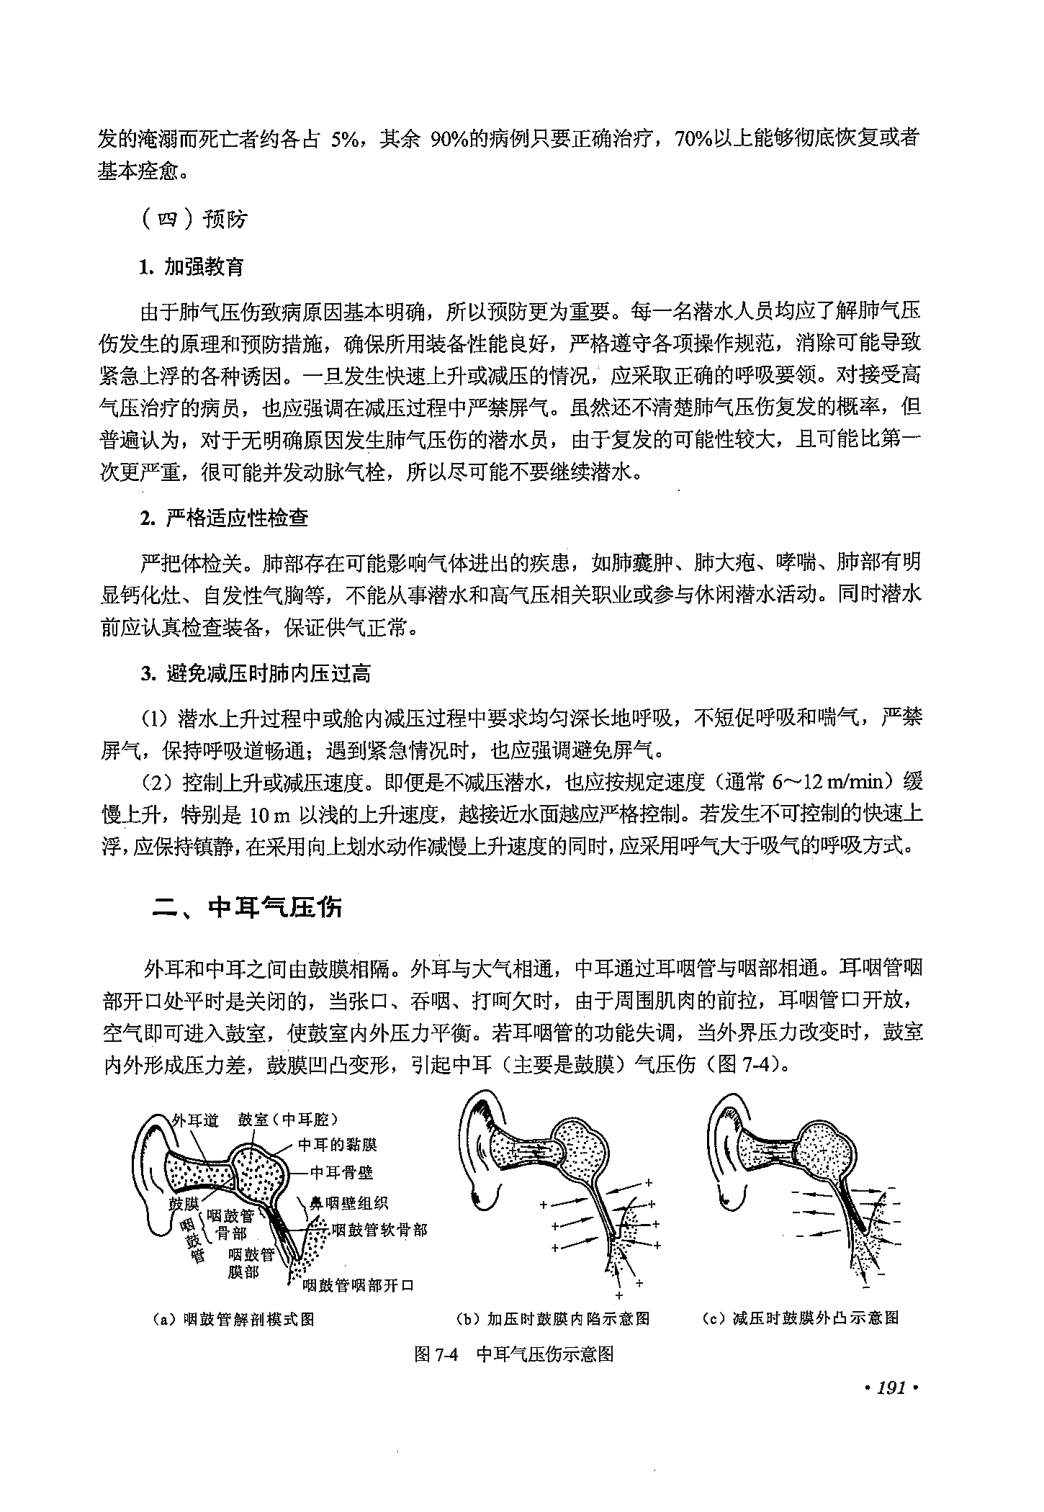 发的淹溺而死亡者约各占 5%，其余 90%的病例只要正确治疗，70%以上能够彻底恢复或者
基本痊愈。
（四）预防
1. 加强教育
由于肺气压伤致病原因基本明确，所以预防更为重要。每一名潜水人员均应了解肺气压
伤发生的原理和预防措施，确保所用装备性能良好，严格遵守各项操作规范，消除可能导致
紧急上浮的各种诱因。一旦发生快速上升或减压的情况，应采取正确的呼吸要领。对接受高
气压治疗的病员，也应强调在减压过程中严禁屏气。虽然还不清楚肺气压伤复发的概率，但
普遍认为，对于无明确原因发生肺气压伤的潜水员，由于复发的可能性较大，且可能比第一
次更严重，很可能并发动脉气栓，所以尽可能不要继续潜水。
2. 严格适应性检查
严把体检关。肺部存在可能影响气体进出的疾患，如肺囊肿、肺大疱、哮喘、肺部有明
显钙化灶、自发性气胸等，不能从事潜水和高气压相关职业或参与休闲潜水活动。同时潜水
前应认真检查装备，保证供气正常。
3. 避免减压时肺内压过高
（1）潜水上升过程中或舱内减压过程中要求均匀深长地呼吸，不短促呼吸和喘气，严禁
屏气，保持呼吸道畅通；遇到紧急情况时，也应强调避免屏气。
（2）控制上升或减压速度。即便是不减压潜水，也应按规定速度（通常 6～12 m/min）缓
慢上升，特别是 10 m 以浅的上升速度，越接近水面越应严格控制。若发生不可控制的快速上
浮，应保持镇静，在采用向上划水动作减慢上升速度的同时，应采用呼气大于吸气的呼吸方式。
二、中耳气压伤
外耳和中耳之间由鼓膜相隔。外耳与大气相通，中耳通过耳咽管与咽部相通。耳咽管咽
部开口处平时是关闭的，当张口、吞咽、打呵欠时，由于周围肌肉的前拉，耳咽管口开放，
空气即可进入鼓室，使鼓室内外压力平衡。若耳咽管的功能失调，当外界压力改变时，鼓室
内外形成压力差，鼓膜凹凸变形，引起中耳（主要是鼓膜）气压伤（图 7-4）。
外耳道 鼓室（中耳腔）
中耳的黏膜
中耳骨壁
鼓膜
鼻咽壁组织
咽鼓管
骨部
咽鼓管
咽鼓管软骨部
咽鼓管
膜部
咽鼓管咽部开口
（a）咽鼓管解剖模式图
（b）加压时鼓膜内陷示意图
（c）减压时鼓膜外凸示意图
图 7-4 中耳气压伤示意图
·191·